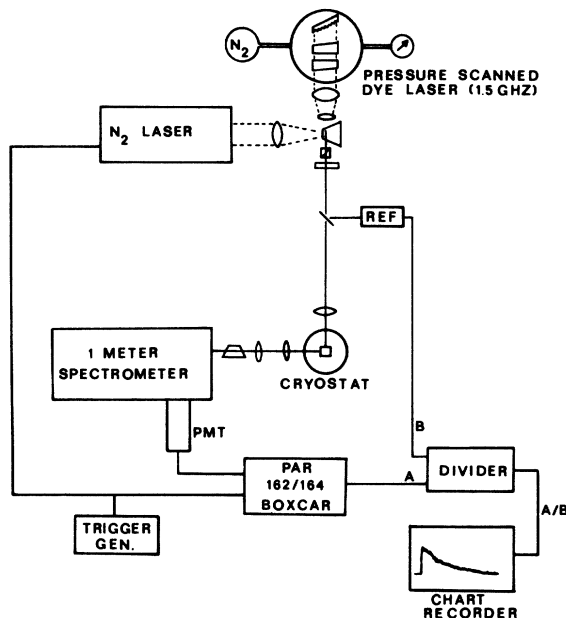 N2
PRESSURE SCANNED
DYE LASER (1.5 GHZ)
N2 LASER
REF
1 METER
SPECTROMETER
CRYOSTAT
PMT
B
PAR
162/164
BOXCAR
A
DIVIDER
TRIGGER
GEN.
A/B
CHART
RECORDER